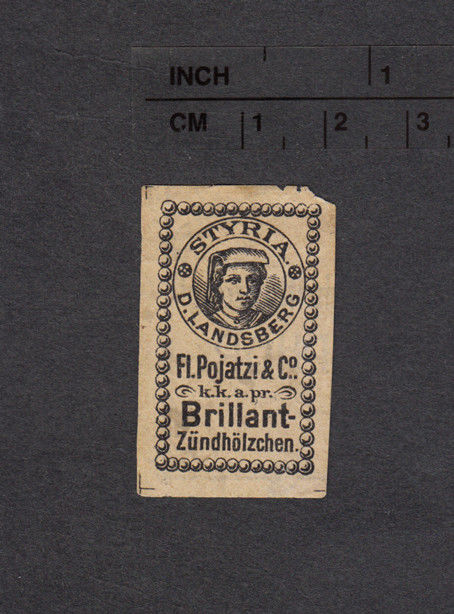 INCH 1
CM 1 2 3
STYRIA.
D. LANDSBERG
Fl. Pojatzi & Co.
k. k. a. pr.
Brillant-
Zündhölzchen.